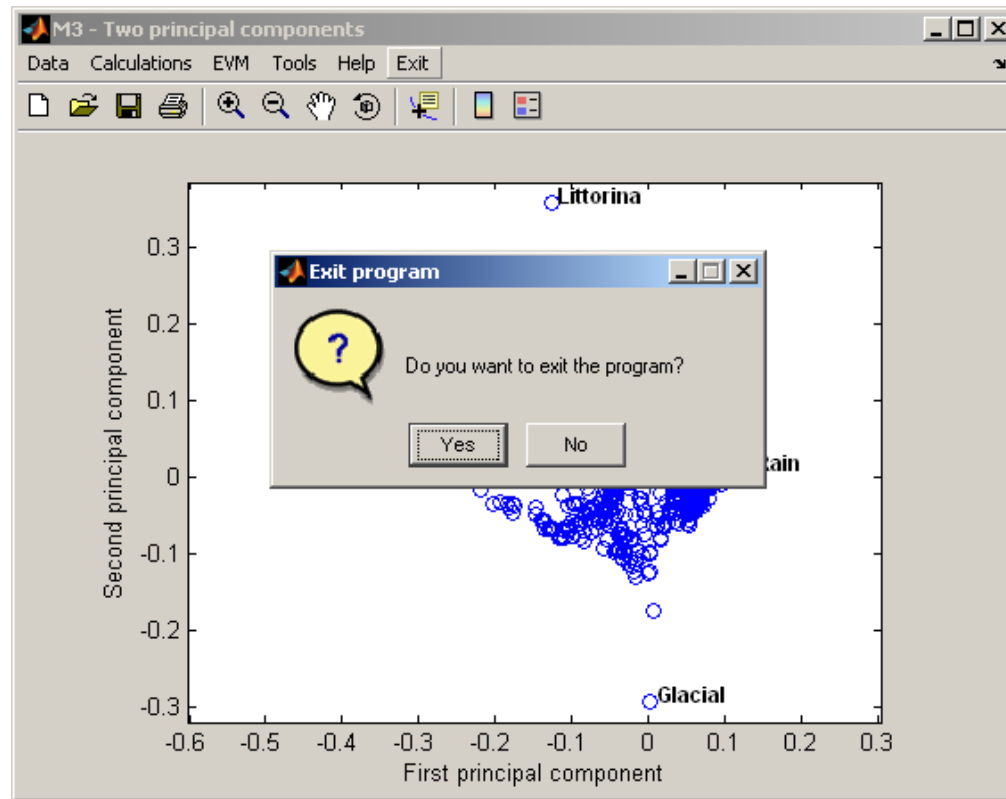 M3 - Two principal components
Data Calculations EVM Tools Help Exit
Littorina
0.3
Exit program
0.2
?
Do you want to exit the program?
0.1
Yes No
0
-0.1
-0.2
Glacial
-0.3
-0.6 -0.5 -0.4 -0.3 -0.2 -0.1 0 0.1 0.2 0.3
First principal component
Second principal component